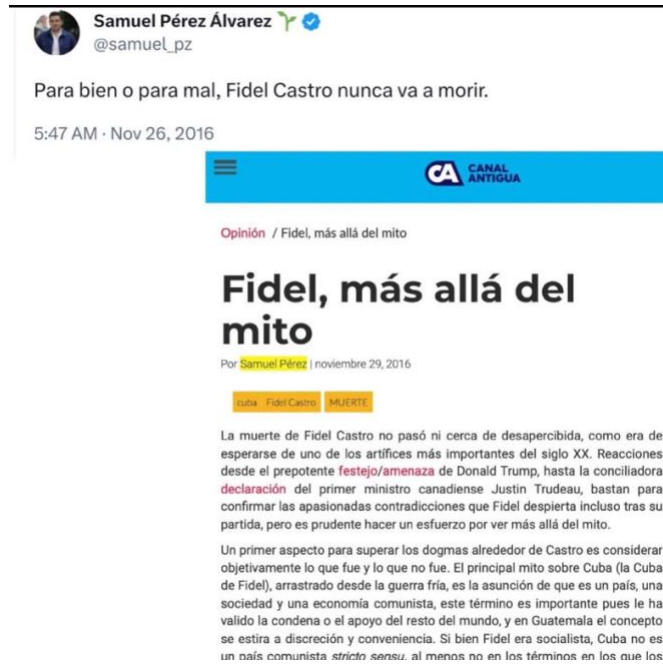 Samuel Pérez Álvarez
@samuel_pz
Para bien o para mal, Fidel Castro nunca va a morir.
5:47 AM · Nov 26, 2016
CA CANAL
ANTIGUA
Opinión / Fidel, más allá del mito
Fidel, más allá del
mito
Por Samuel Pérez | noviembre 29, 2016
cuba Fidel Castro MUERTE
La muerte de Fidel Castro no pasó ni cerca de desapercibida, como era de
esperarse de uno de los artífices más importantes del siglo XX. Reacciones
desde el prepotente festejo/amenaza de Donald Trump, hasta la conciliadora
declaración del primer ministro canadiense Justin Trudeau, bastan para
confirmar las apasionadas contradicciones que Fidel despierta incluso tras su
partida, pero es prudente hacer un esfuerzo por ver más allá del mito.
Un primer aspecto para superar los dogmas alrededor de Castro es considerar
objetivamente lo que fue y lo que no fue. El principal mito sobre Cuba (la Cuba
de Fidel), arrastrado desde la guerra fría, es la asunción de que es un país, una
sociedad y una economía comunista, este término es importante pues le ha
valido la condena o el apoyo del resto del mundo, y en Guatemala el concepto
se estira a discreción y conveniencia. Si bien Fidel era socialista, Cuba no es
un país comunista stricto sensu, al menos no en los términos en los que los